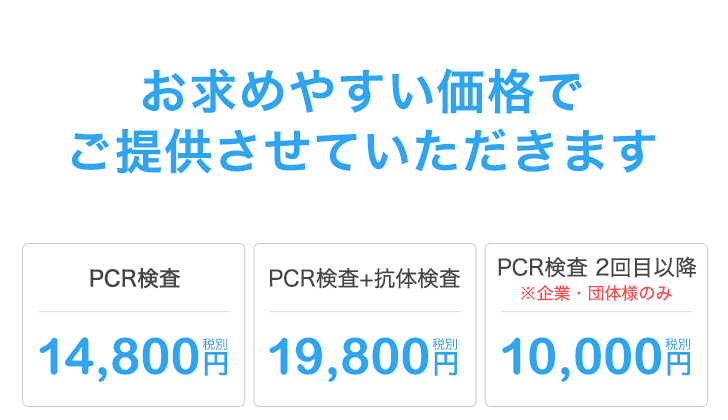 お求めやすい価格で
ご提供させていただきます
PCR検査
14,800税別円
PCR検査+抗体検査
19,800税別円
PCR検査 2回目以降
※企業・団体様のみ
10,000税別円